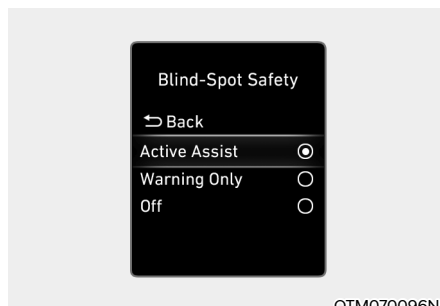 Blind-Spot Safety
Back
Active Assist
Warning Only
Off
OTM070096N